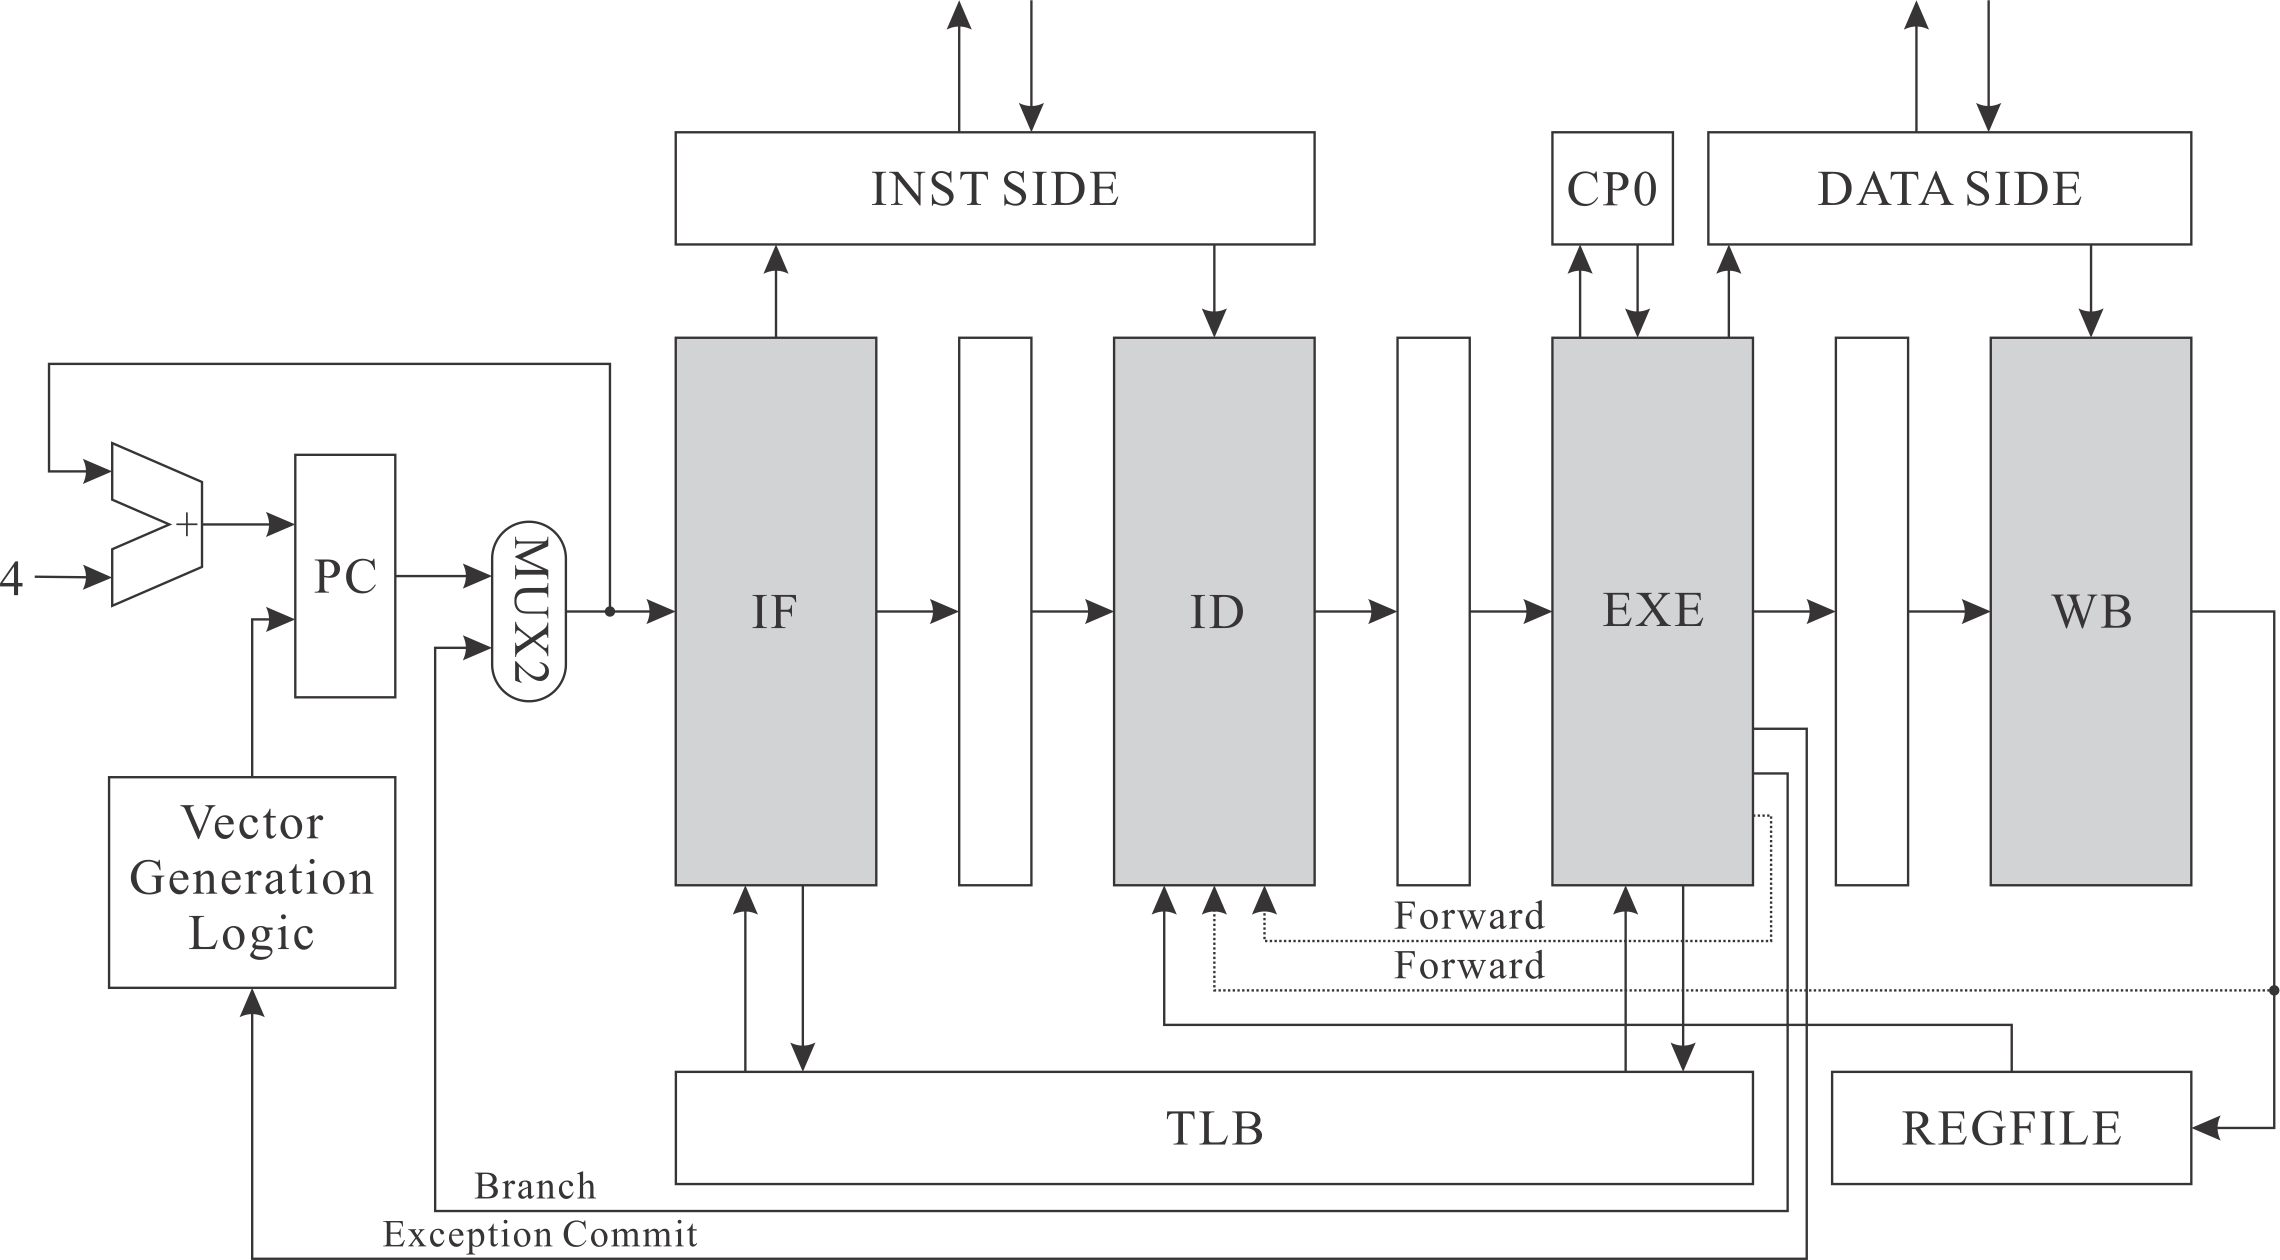 INST SIDE
CP0
DATA SIDE
+
4
PC
MUX2
IF
ID
EXE
WB
Vector
Generation
Logic
Forward
Forward
TLB
REGFILE
Branch
Exception Commit